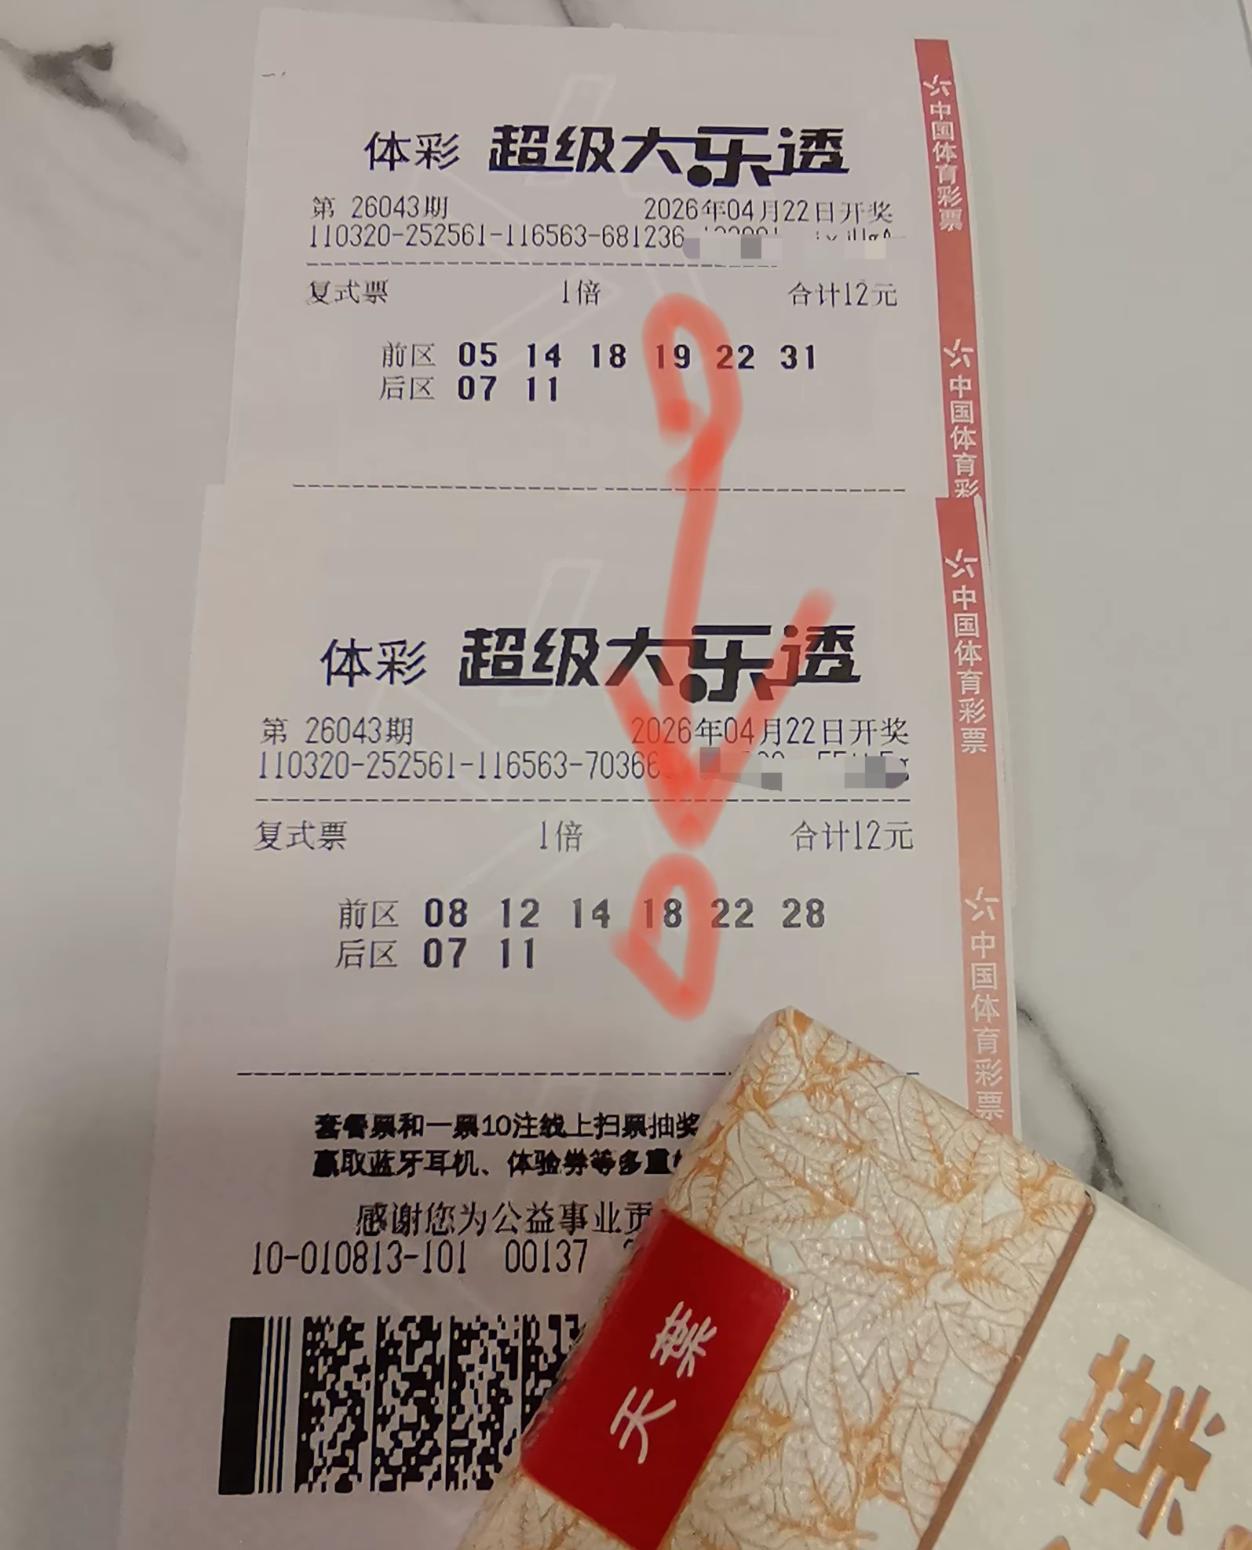 体彩 超级大乐透
第 26043期 2026年04月22日开奖
110320-252561-116563-681236
复式票 1倍 合计12元
前区 05 14 18 19 22 31
后区 07 11
中国体育彩票
中国体育彩
体彩 超级大乐透
第 26043期 2026年04月22日开奖
110320-252561-116563-7036
复式票 1倍 合计12元
前区 08 12 14 18 22 28
后区 07 11
中国体育彩票
中国体育彩票
套餐票和一票10注线上扫票抽奖
赢取蓝牙耳机、体验券等多重
感谢您为公益事业贡
10-010813-101 00137
天葉
葉